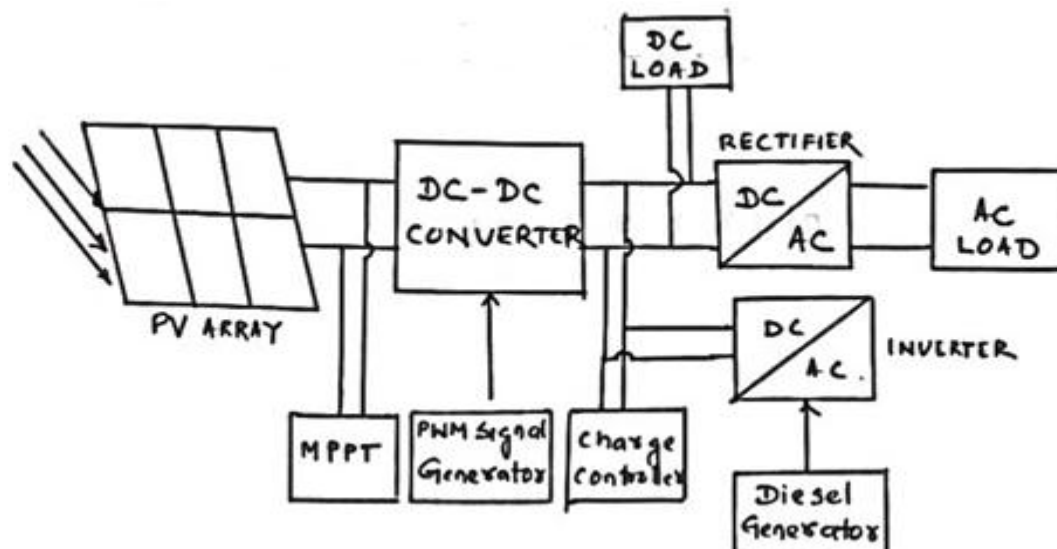 DC
LOAD
RECTIFIER
DC-DC
CONVERTER
DC
AC
AC
LOAD
PV ARRAY
DC
AC.
INVERTER
MPPT
PWM Signal
Generator
Charge
Controller
Diesel
Generator